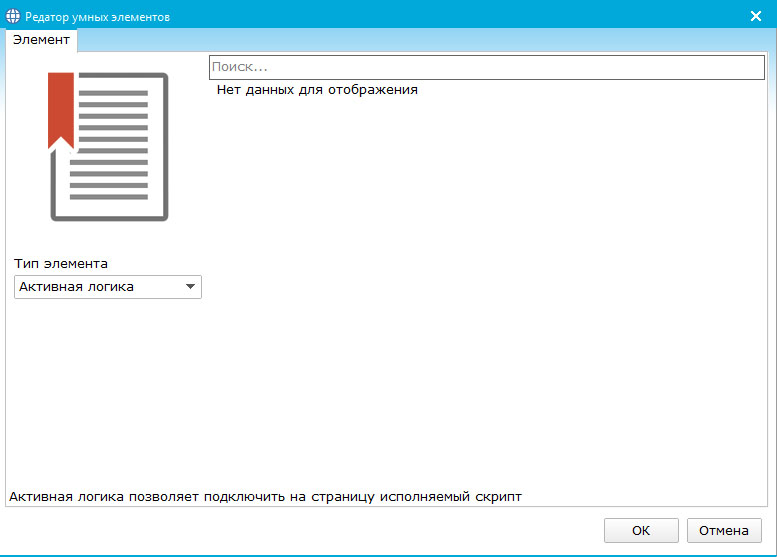 Редатор умных элементов
Элемент
Поиск...
Нет данных для отображения
Тип элемента
Активная логика
Активная логика позволяет подключить на страницу исполняемый скрипт
OK
Отмена